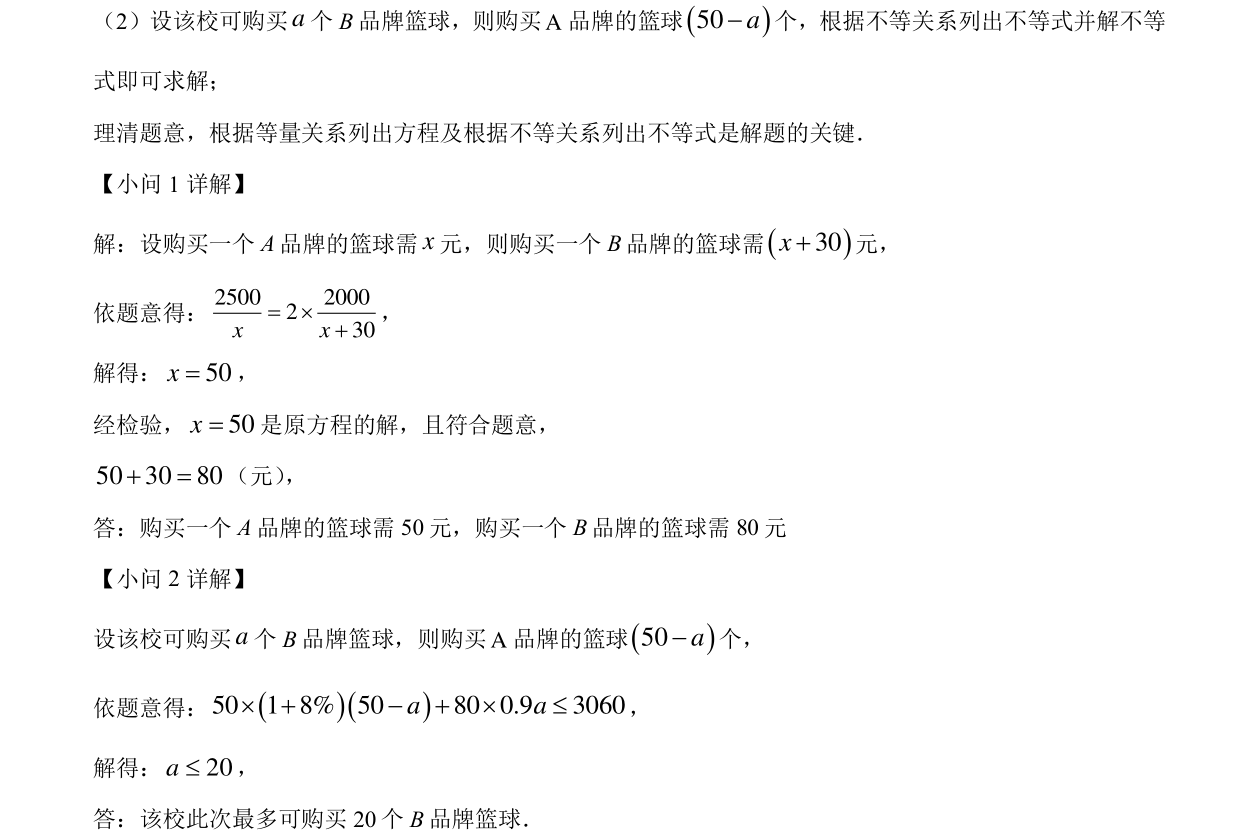 （2）设该校可购买a个B品牌篮球，则购买A品牌的篮球(50－a)个，根据不等关系列出不等式并解不等
式即可求解；
理清题意，根据等量关系列出方程及根据不等关系列出不等式是解题的关键．
【小问1详解】
解：设购买一个A品牌的篮球需x元，则购买一个B品牌的篮球需(x＋30)元，
依题意得：2500/x＝2×2000/(x＋30)，
解得：x＝50，
经检验，x＝50是原方程的解，且符合题意，
50＋30＝80（元），
答：购买一个A品牌的篮球需50元，购买一个B品牌的篮球需80元
【小问2详解】
设该校可购买a个B品牌篮球，则购买A品牌的篮球(50－a)个，
依题意得：50×(1＋8%)(50－a)＋80×0.9a≤3060，
解得：a≤20，
答：该校此次最多可购买20个B品牌篮球．